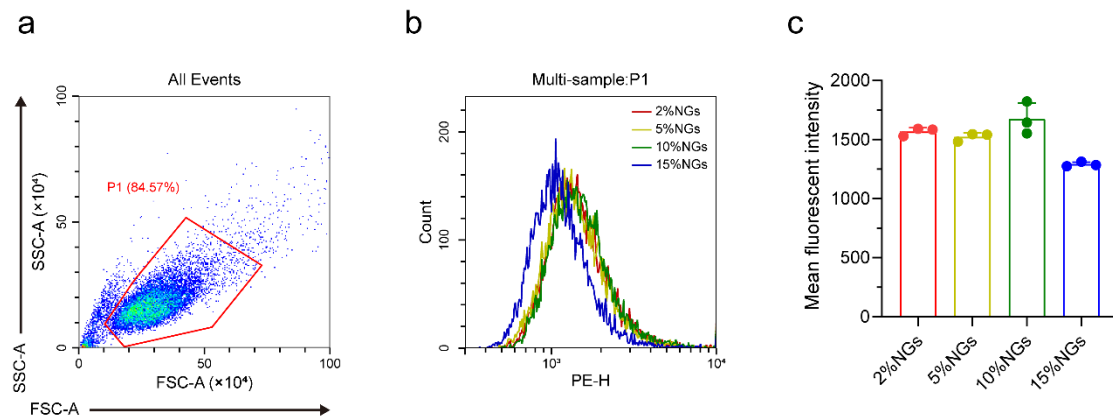 a
All Events
100
50
0
P1 (84.57%)
SSC-A (×10⁴)
SSC-A
0
50
100
FSC-A (×10⁴)
FSC-A
b
Multi-sample:P1
200
100
0
Count
2%NGs
5%NGs
10%NGs
15%NGs
10³
10⁴
PE-H
c
2000
1500
1000
500
0
Mean fluorescent intensity
2%NGs
5%NGs
10%NGs
15%NGs